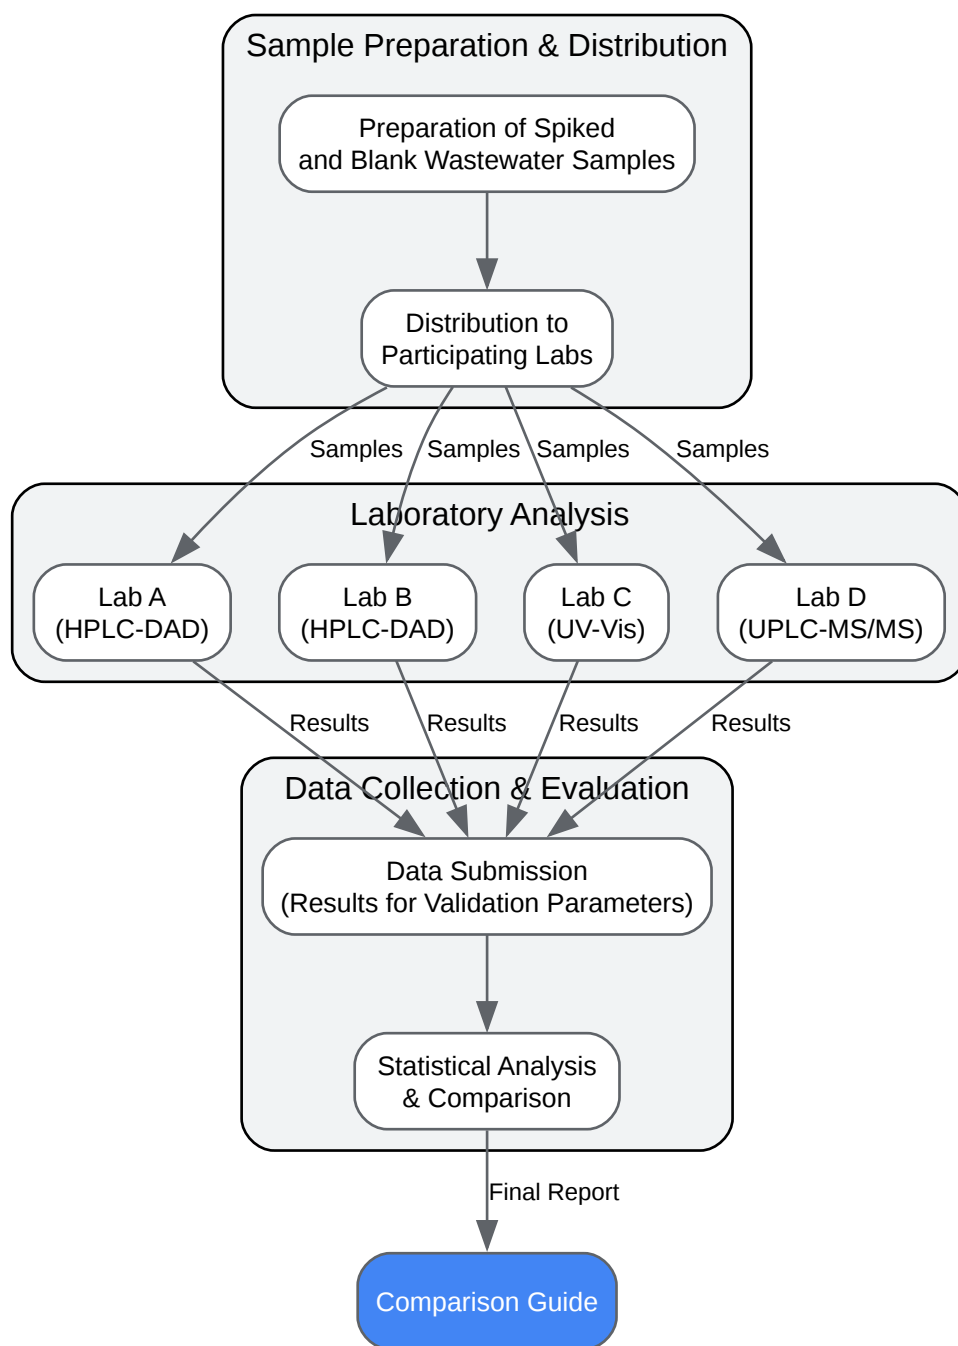 Sample Preparation & Distribution
Preparation of Spiked
and Blank Wastewater Samples
Distribution to
Participating Labs
Samples
Samples
Samples
Samples
Laboratory Analysis
Lab A
(HPLC-DAD)
Lab B
(HPLC-DAD)
Lab C
(UV-Vis)
Lab D
(UPLC-MS/MS)
Results
Results
Results
Results
Data Collection & Evaluation
Data Submission
(Results for Validation Parameters)
Statistical Analysis
& Comparison
Final Report
Comparison Guide